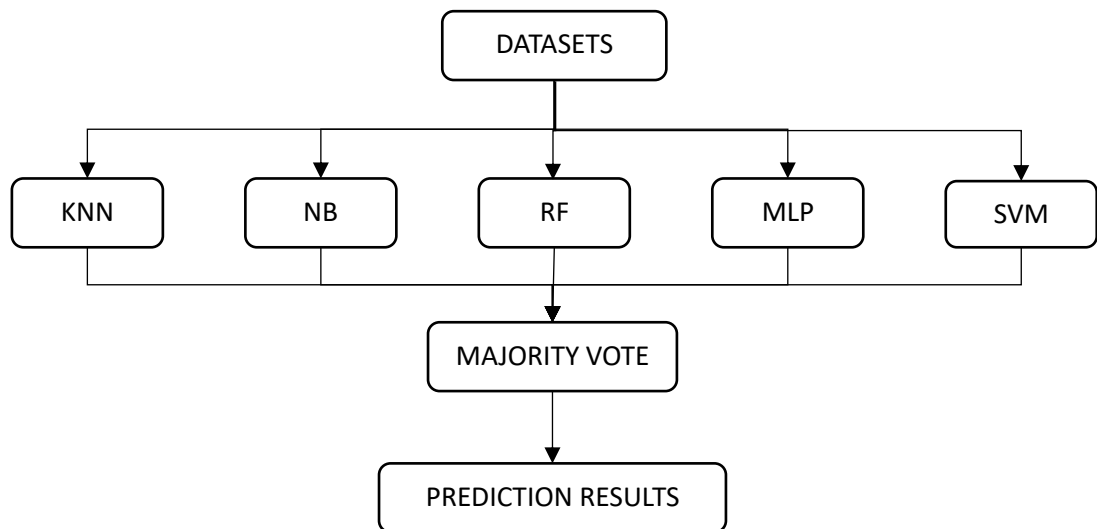 DATASETS
KNN
NB
RF
MLP
SVM
MAJORITY VOTE
PREDICTION RESULTS